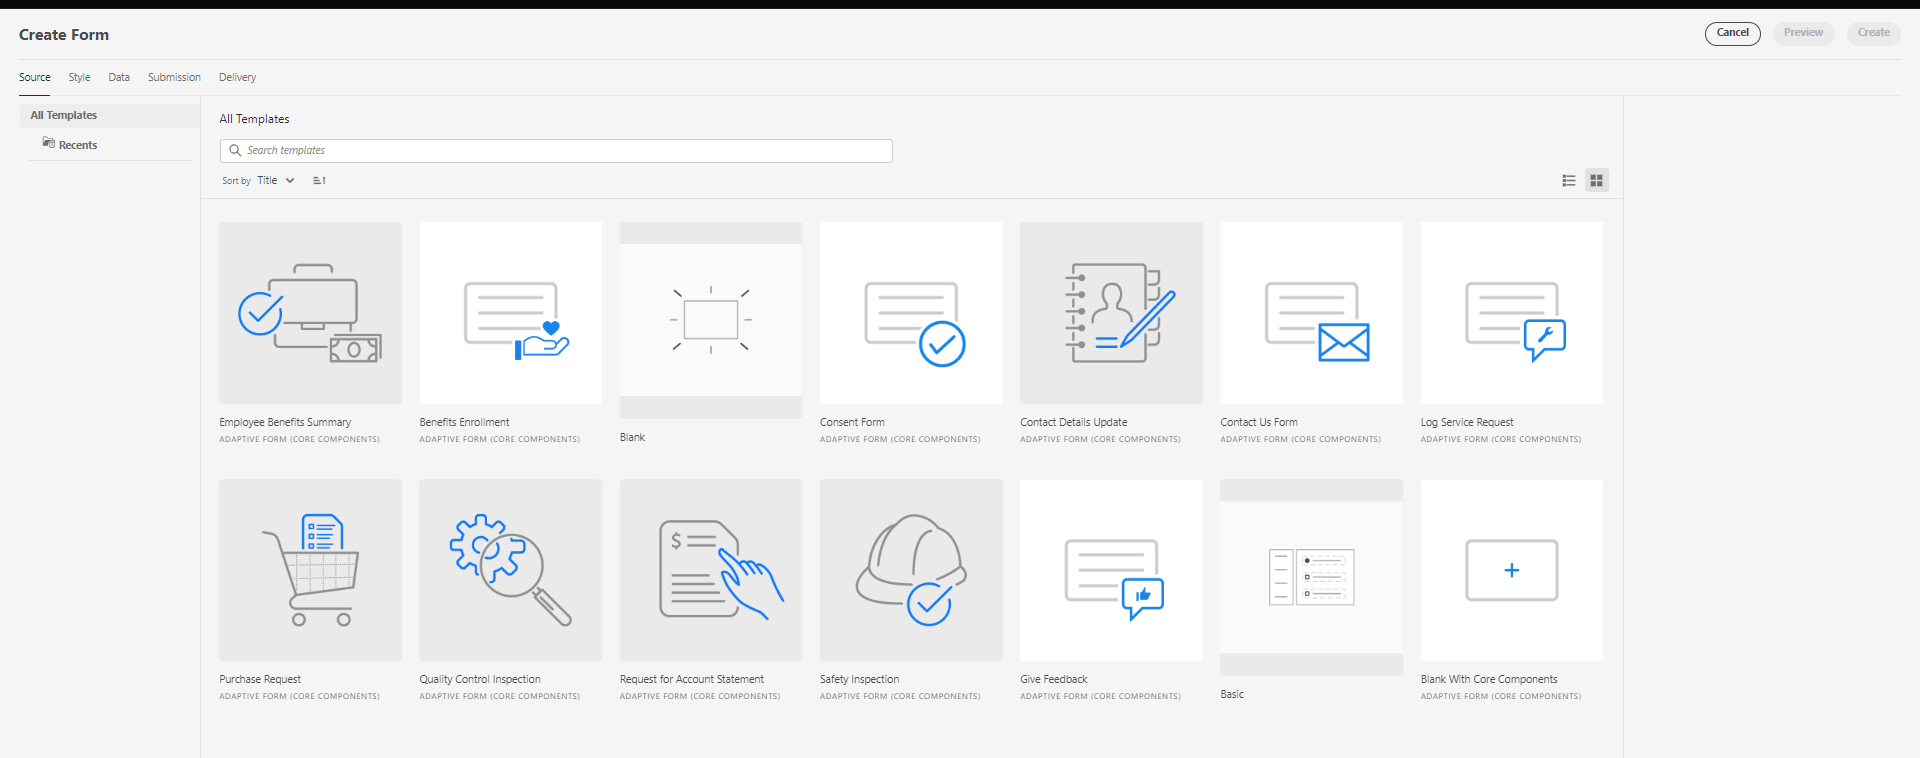 Create Form
Cancel
Preview
Create
Source
Style
Data
Submission
Delivery
All Templates
Recents
All Templates
Search templates
Sort by Title
Employee Benefits Summary
ADAPTIVE FORM (CORE COMPONENTS)
Benefits Enrollment
ADAPTIVE FORM (CORE COMPONENTS)
Blank
Consent Form
ADAPTIVE FORM (CORE COMPONENTS)
Contact Details Update
ADAPTIVE FORM (CORE COMPONENTS)
Contact Us Form
ADAPTIVE FORM (CORE COMPONENTS)
Log Service Request
ADAPTIVE FORM (CORE COMPONENTS)
$
Purchase Request
ADAPTIVE FORM (CORE COMPONENTS)
Quality Control Inspection
ADAPTIVE FORM (CORE COMPONENTS)
Request for Account Statement
ADAPTIVE FORM (CORE COMPONENTS)
Safety Inspection
ADAPTIVE FORM (CORE COMPONENTS)
Give Feedback
ADAPTIVE FORM (CORE COMPONENTS)
Basic
Blank With Core Components
ADAPTIVE FORM (CORE COMPONENTS)